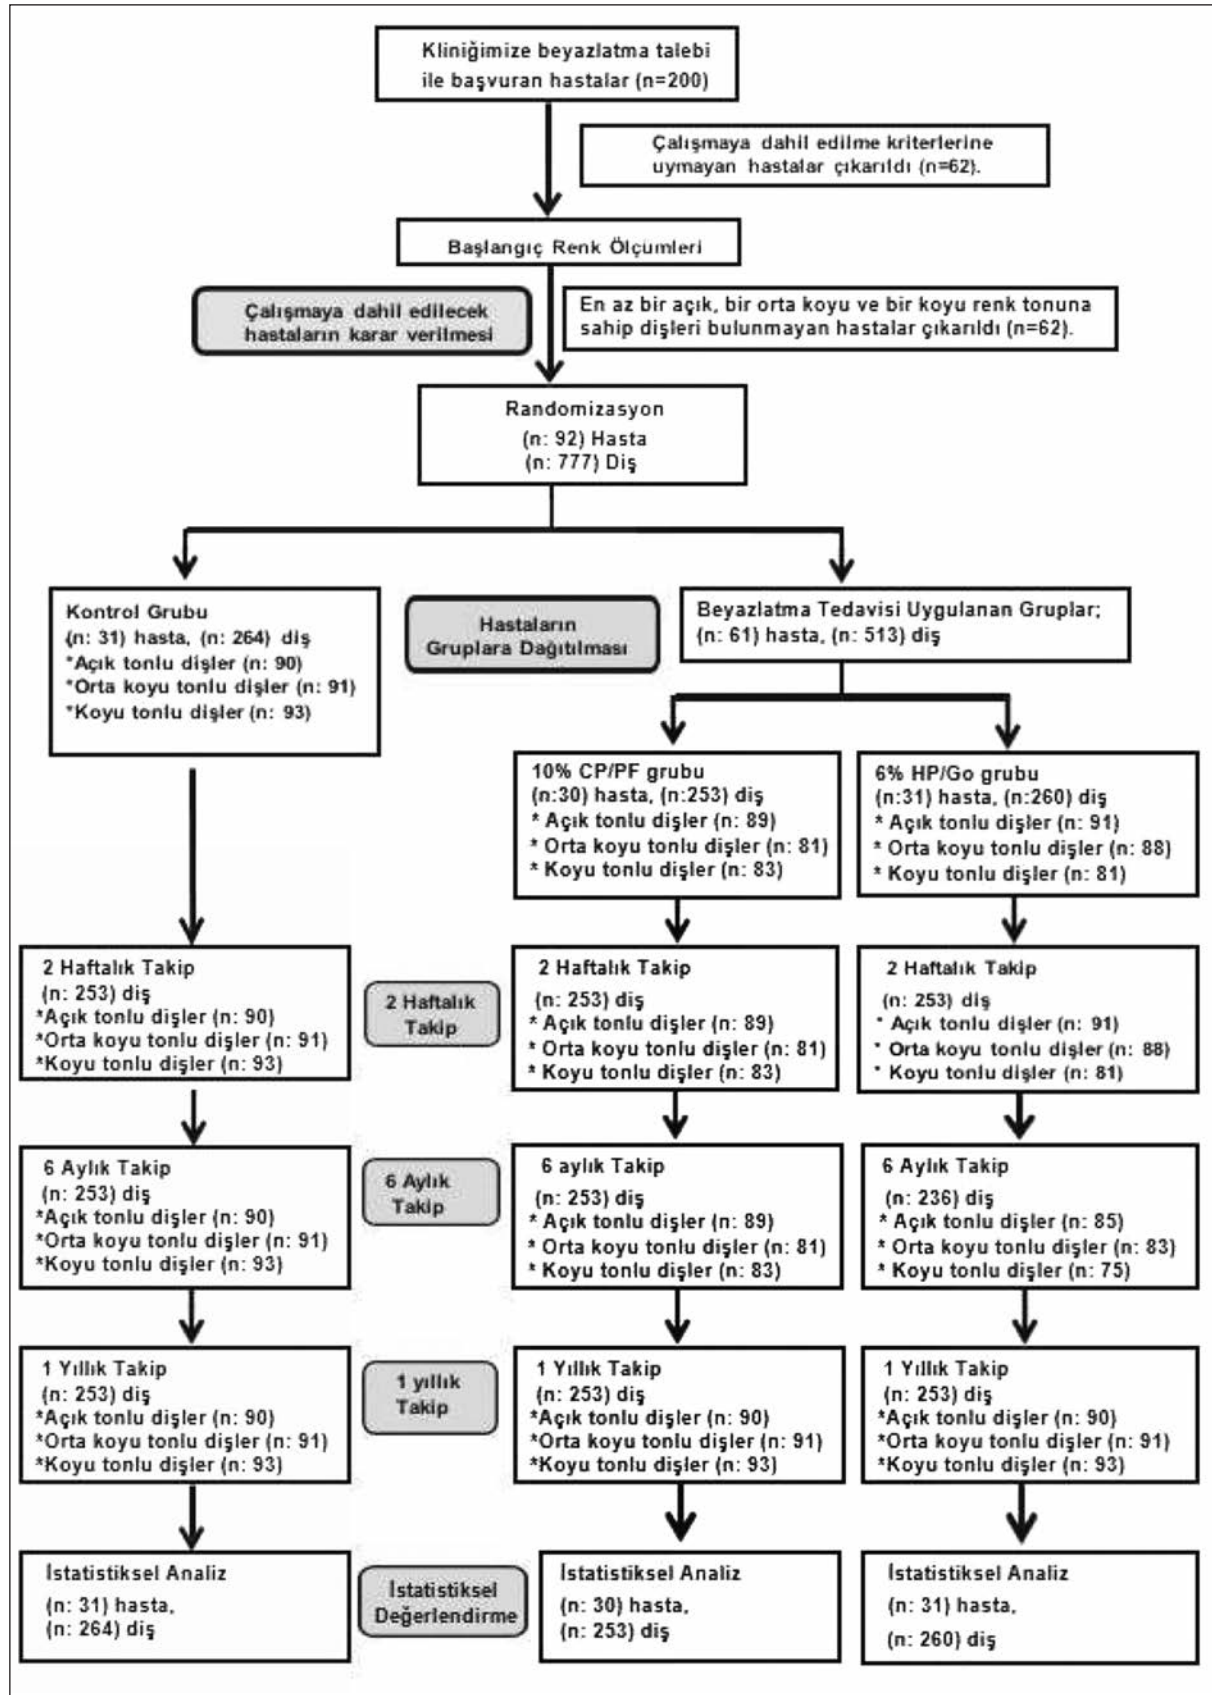 Kliniğimize beyazlatma talebi
ile başvuran hastalar (n=200)
Çalışmaya dahil edilme kriterlerine
uymayan hastalar çıkarıldı (n=62).
Başlangıç Renk Ölçümleri
Çalışmaya dahil edilecek
hastaların karar verilmesi
En az bir açık, bir orta koyu ve bir koyu renk tonuna
sahip dişleri bulunmayan hastalar çıkarıldı (n=62).
Randomizasyon
(n: 92) Hasta
(n: 777) Diş
Kontrol Grubu
(n: 31) hasta, (n: 264) diş
*Açık tonlu dişler (n: 90)
*Orta koyu tonlu dişler (n: 91)
*Koyu tonlu dişler (n: 93)
Hastaların
Gruplara Dağıtılması
Beyazlatma Tedavisi Uygulanan Gruplar;
(n: 61) hasta, (n: 513) diş
10% CP/PF grubu
(n:30) hasta, (n:253) diş
* Açık tonlu dişler (n: 89)
* Orta koyu tonlu dişler (n: 81)
* Koyu tonlu dişler (n: 83)
6% HP/Go grubu
(n:31) hasta, (n:260) diş
* Açık tonlu dişler (n: 91)
* Orta koyu tonlu dişler (n: 88)
* Koyu tonlu dişler (n: 81)
2 Haftalık Takip
(n: 253) diş
*Açık tonlu dişler (n: 90)
*Orta koyu tonlu dişler (n: 91)
*Koyu tonlu dişler (n: 93)
2 Haftalık
Takip
2 Haftalık Takip
(n: 253) diş
* Açık tonlu dişler (n: 89)
* Orta koyu tonlu dişler (n: 81)
* Koyu tonlu dişler (n: 83)
2 Haftalık Takip
(n: 253) diş
* Açık tonlu dişler (n: 91)
* Orta koyu tonlu dişler (n: 88)
* Koyu tonlu dişler (n: 81)
6 Aylık Takip
(n: 253) diş
*Açık tonlu dişler (n: 90)
*Orta koyu tonlu dişler (n: 91)
*Koyu tonlu dişler (n: 93)
6 Aylık
Takip
6 aylık Takip
(n: 253) diş
* Açık tonlu dişler (n: 89)
* Orta koyu tonlu dişler (n: 81)
* Koyu tonlu dişler (n: 83)
6 Aylık Takip
(n: 236) diş
* Açık tonlu dişler (n: 85)
* Orta koyu tonlu dişler (n: 83)
* Koyu tonlu dişler (n: 75)
1 Yıllık Takip
(n: 253) diş
*Açık tonlu dişler (n: 90)
*Orta koyu tonlu dişler (n: 91)
*Koyu tonlu dişler (n: 93)
1 yıllık
Takip
1 Yıllık Takip
(n: 253) diş
*Açık tonlu dişler (n: 90)
*Orta koyu tonlu dişler (n: 91)
*Koyu tonlu dişler (n: 93)
1 Yıllık Takip
(n: 253) diş
*Açık tonlu dişler (n: 90)
*Orta koyu tonlu dişler (n: 91)
*Koyu tonlu dişler (n: 93)
İstatistiksel Analiz
(n: 31) hasta,
(n: 264) diş
İstatistiksel
Değerlendirme
İstatistiksel Analiz
(n: 30) hasta,
(n: 253) diş
İstatistiksel Analiz
(n: 31) hasta,
(n: 260) diş